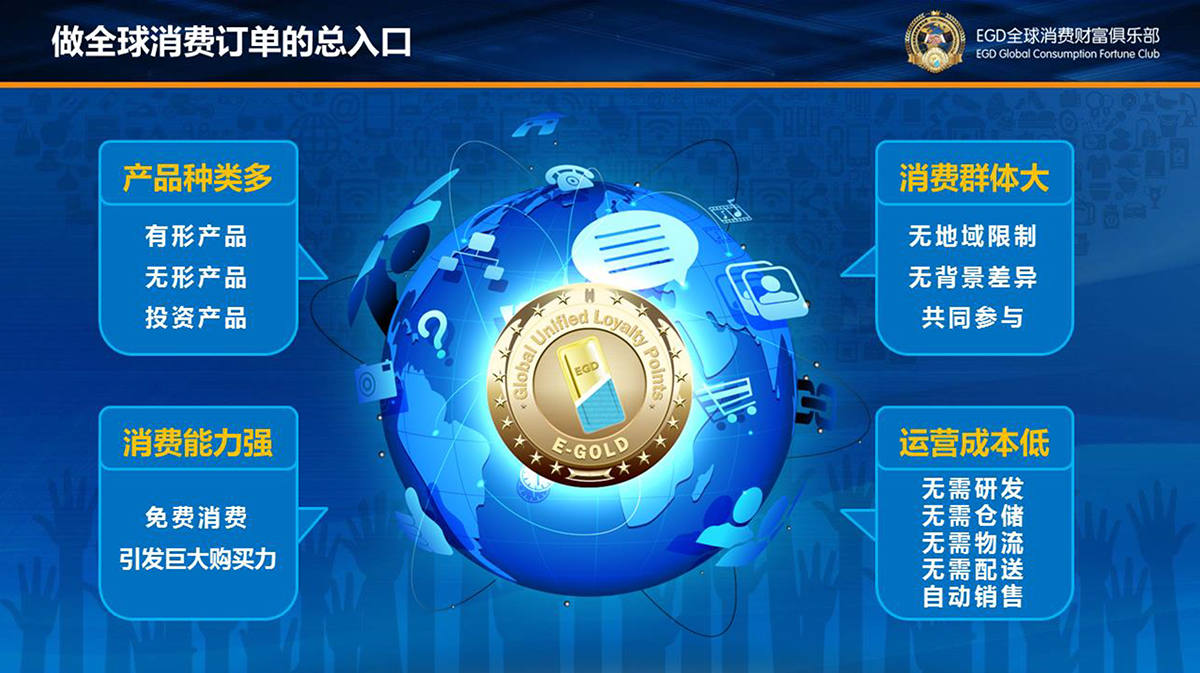 做全球消费订单的总入口
EGD全球消费财富俱乐部
EGD Global Consumption Fortune Club
产品种类多
有形产品
无形产品
投资产品
消费群体大
无地域限制
无背景差异
共同参与
Global Unified Loyalty Points
EGD
E-GOLD
消费能力强
免费消费
引发巨大购买力
运营成本低
无需研发
无需仓储
无需物流
无需配送
自动销售